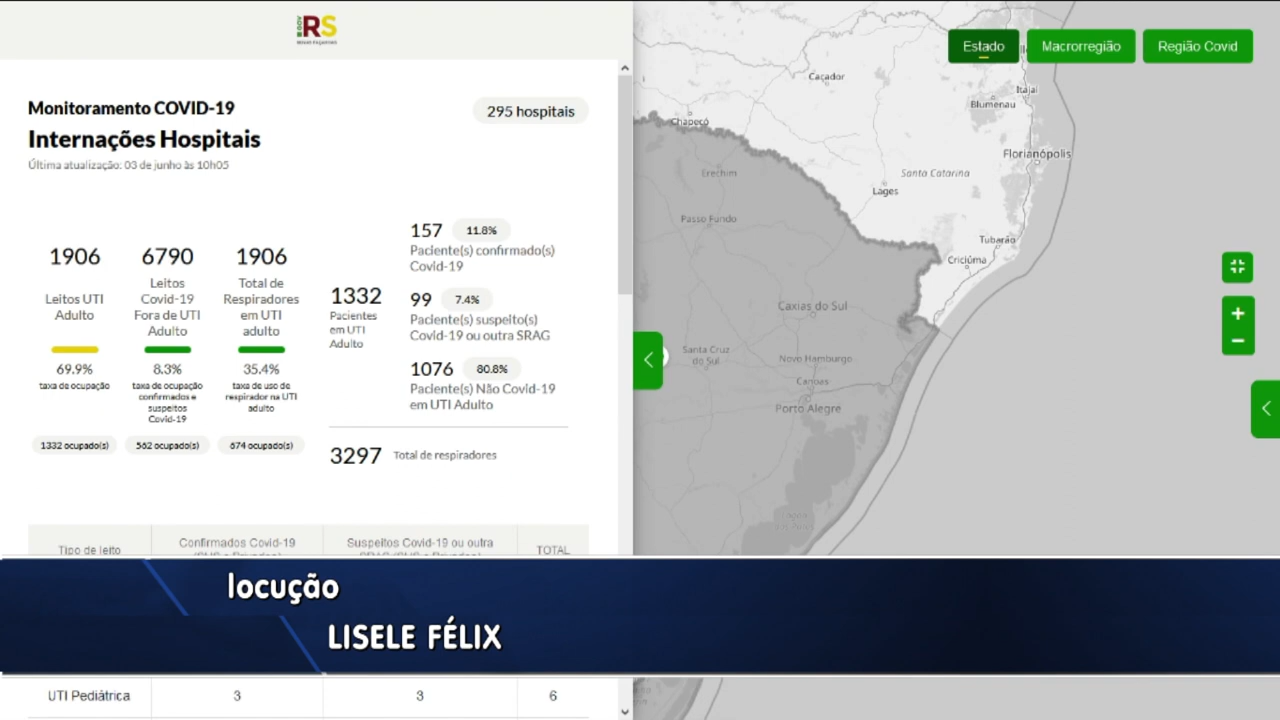 GOV
RS
NOVAS FAÇANHAS
Monitoramento COVID-19
295 hospitais
Internações Hospitais
Última atualização: 03 de junho às 10h05
1906
Leitos UTI
Adulto
69.9%
taxa de ocupação
1332 ocupado(s)
6790
Leitos
Covid-19
Fora de UTI
Adulto
8.3%
taxa de ocupação
confirmados e
suspeitos
Covid-19
562 ocupado(s)
1906
Total de
Respiradores
em UTI
adulto
35.4%
taxa de uso de
respirador na UTI
adulto
674 ocupado(s)
1332
Pacientes
em UTI
Adulto
157 11.8%
Paciente(s) confirmado(s)
Covid-19
99 7.4%
Paciente(s) suspeito(s)
Covid-19 ou outra SRAG
1076 80.8%
Paciente(s) Não Covid-19
em UTI Adulto
3297 Total de respiradores
Tipo de leito
Confirmados Covid-19
Suspeitos Covid-19 ou outra
TOTAL
locução
LISELE FÉLIX
UTI Pediátrica 3 3 6
Estado
Macrorregião
Região Covid
Caçador
Itajaí
Blumenau
Chapecó
Florianópolis
Erechim
Santa Catarina
Lages
Passo Fundo
Tubarão
Criciúma
Caxias do Sul
Santa Cruz
do Sul
Novo Hamburgo
Canoas
Porto Alegre
+
−